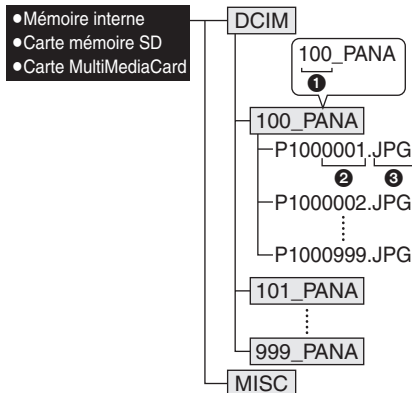 ●Mémoire interne
●Carte mémoire SD
●Carte MultiMediaCard
DCIM
100_PANA
❶
100_PANA
P1000001.JPG
❷ ❸
P1000002.JPG
P1000999.JPG
101_PANA
999_PANA
MISC